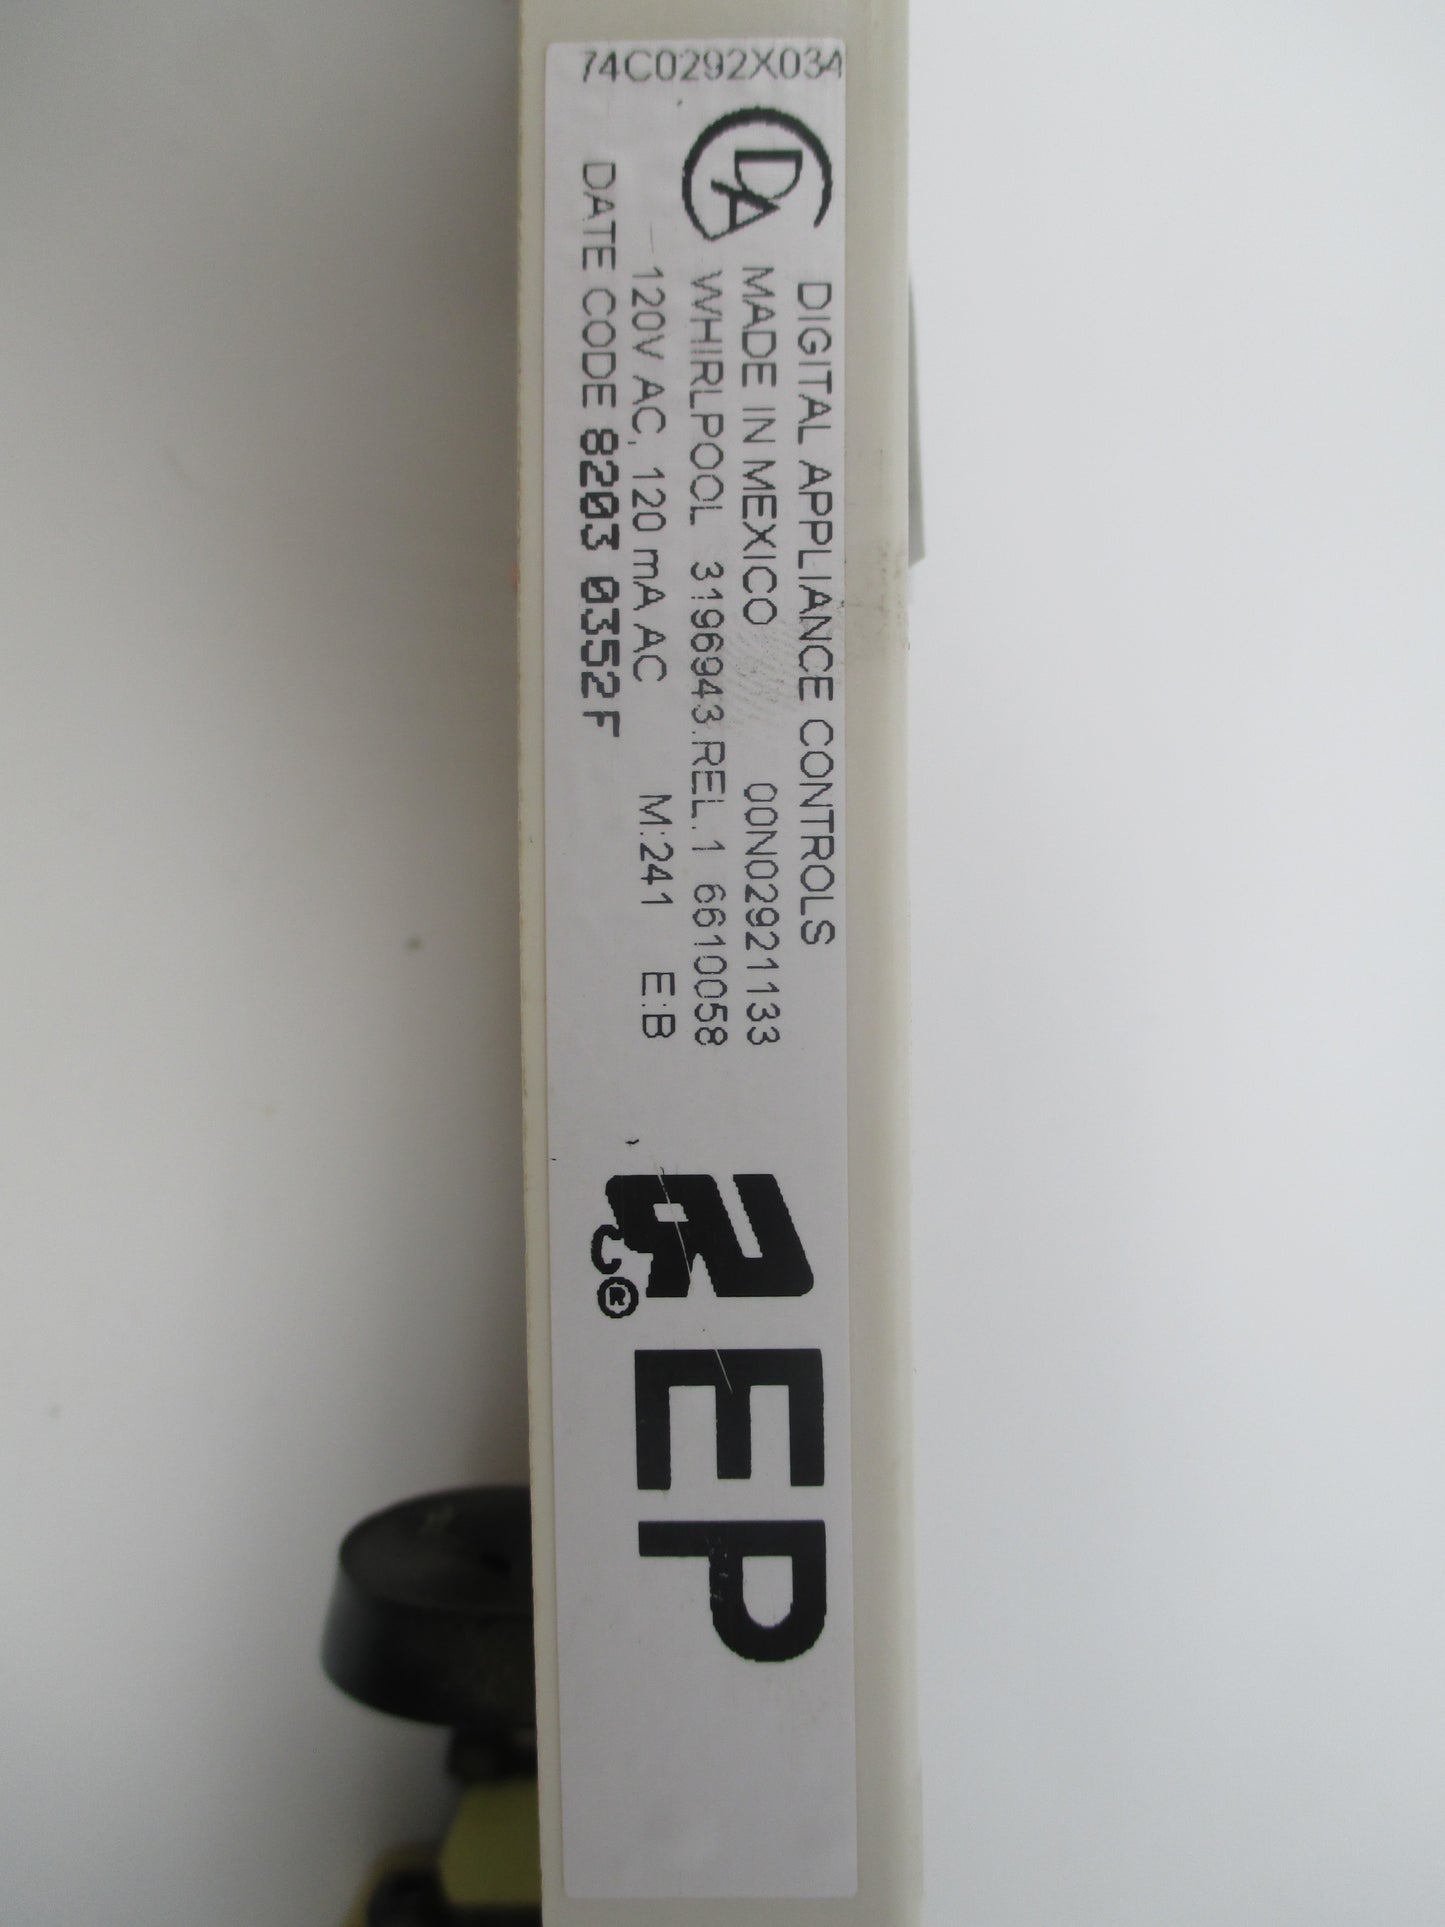 74C0292X03A
DA
DIGITAL APPLIANCE CONTROLS
MADE IN MEXICO 00N02921133
WHIRLPOOL 3196943.REL.1 6610058
120V AC, 120 mA AC M:241 E:B
DATE CODE 8203 0352F
R ®
EP